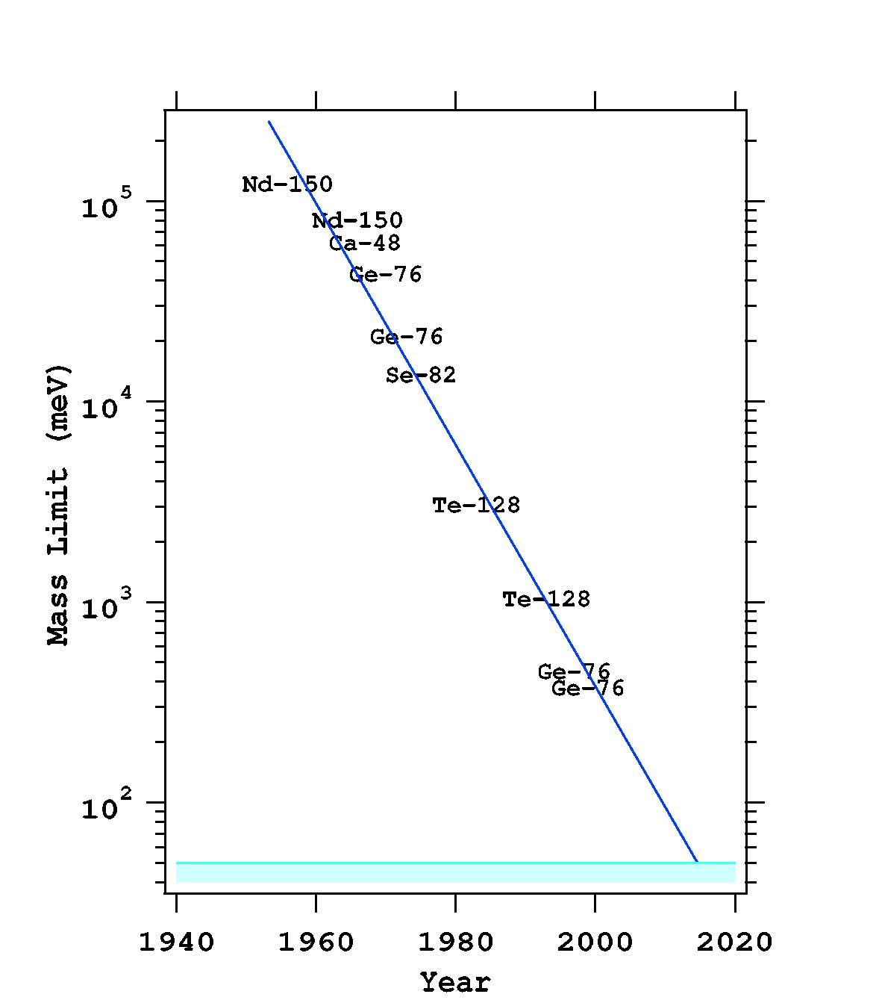 Nd-150
10^5
Nd-150
Ca-48
Ge-76
Ge-76
Se-82
10^4
Mass Limit (meV)
Te-128
Te-128
10^3
Ge-76
Ge-76
10^2
1940 1960 1980 2000 2020
Year